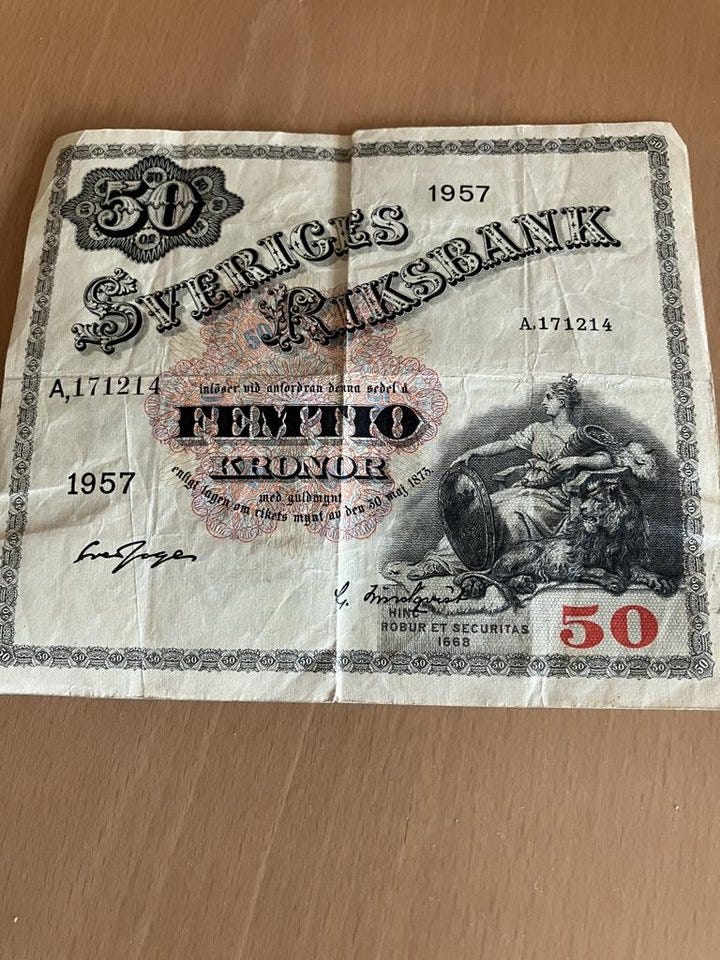 50
1957
SVERIGES
RIKSBANK
A.171214
A,171214
inlöser vid anfordran denna sedel å
FEMTIO
KRONOR
1957
med guldmynt
enligt lagen om rikets mynt av den 30 maj 1873.
HINC
ROBUR ET SECURITAS
1668
50